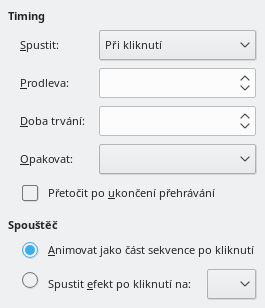 Timing
Spustit:
Při kliknutí
Prodleva:
Doba trvání:
Opakovat:
Přetočit po ukončení přehrávání
Spouštěč
Animovat jako část sekvence po kliknutí
Spustit efekt po kliknutí na: